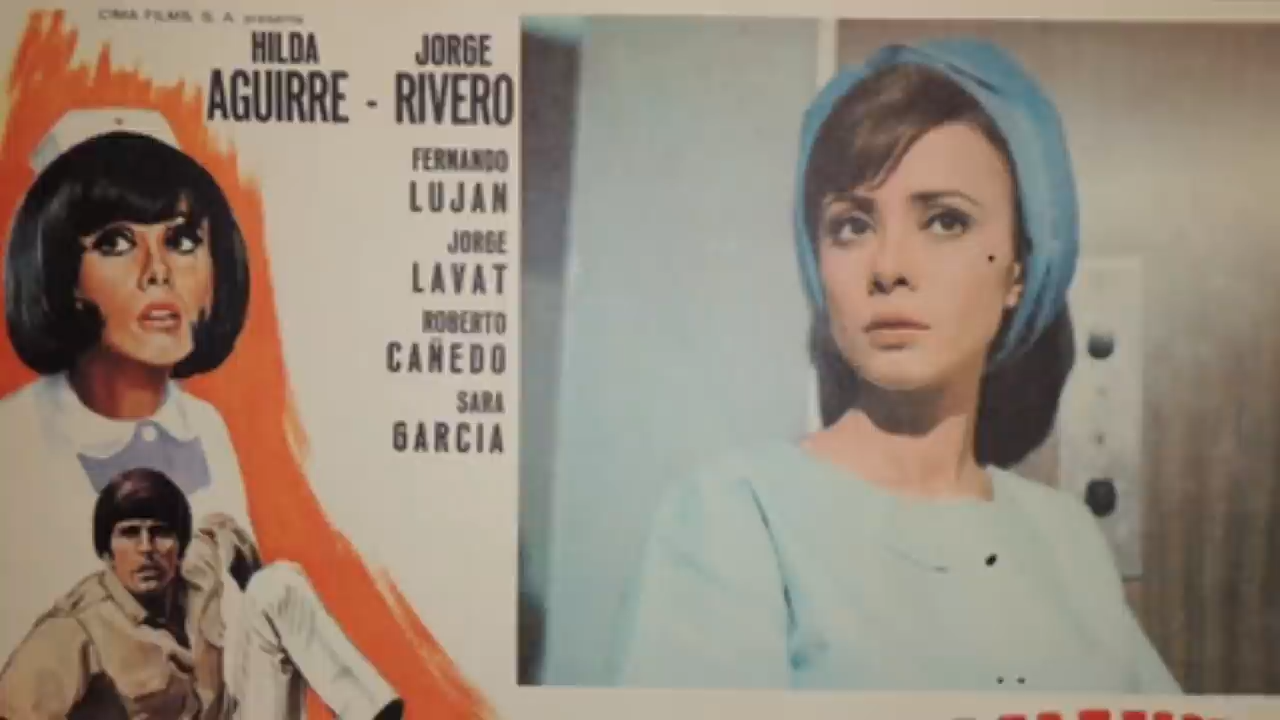 CIMA FILMS, S. A. presenta
HILDA
AGUIRRE - JORGE
RIVERO
FERNANDO
LUJAN
JORGE
LAVAT
ROBERTO
CAÑEDO
SARA
GARCIA